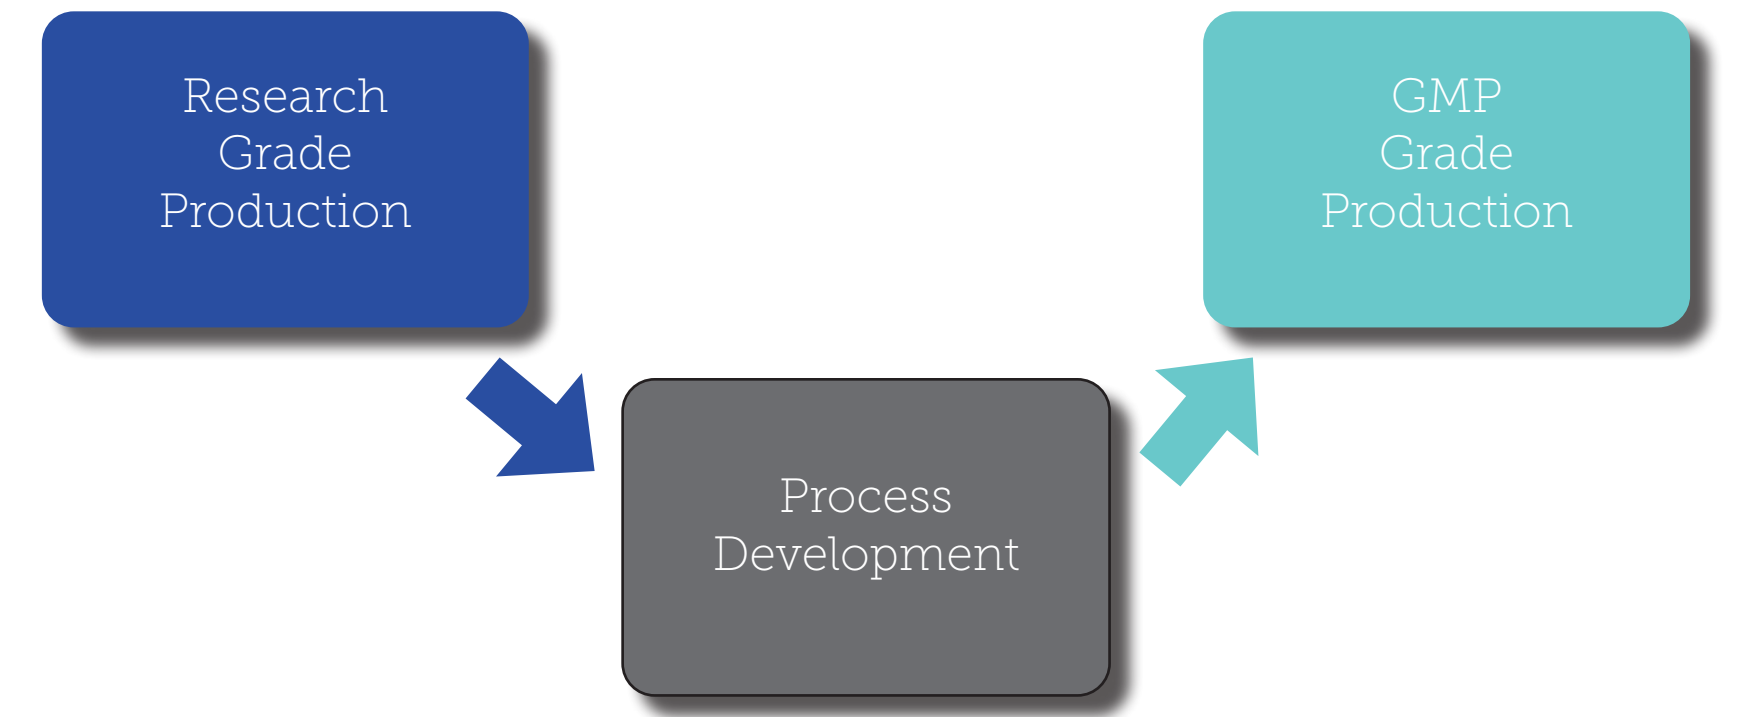 Research
Grade
Production
Process
Development
GMP
Grade
Production